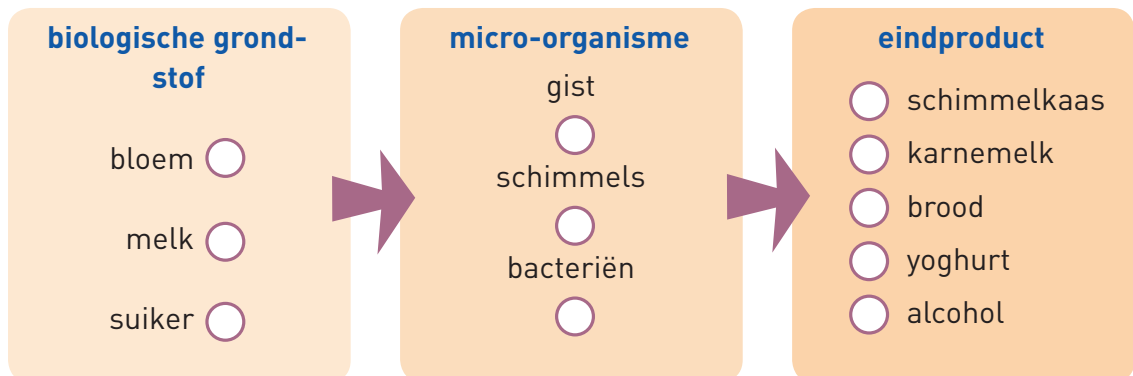 biologische grond-
stof
bloem
melk
suiker
micro-organisme
gist
schimmels
bacteriën
eindproduct
schimmelkaas
karnemelk
brood
yoghurt
alcohol